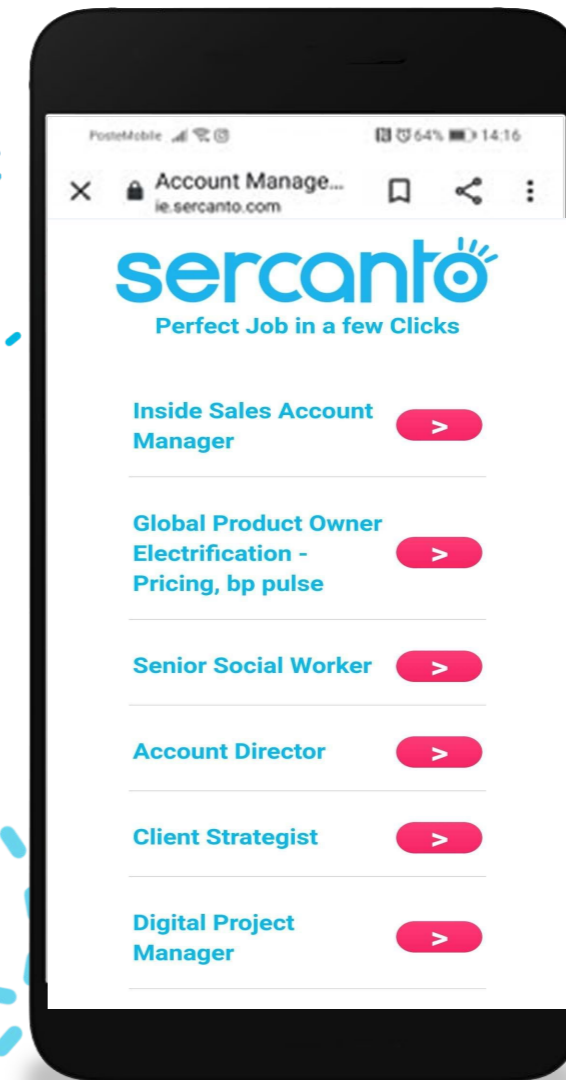 PosteMobile 64% 14:16
Account Manage...
ie.sercanto.com
sercanto
Perfect Job in a few Clicks
Inside Sales Account
Manager
>
Global Product Owner
Electrification -
Pricing, bp pulse
>
Senior Social Worker >
Account Director >
Client Strategist >
Digital Project
Manager
>